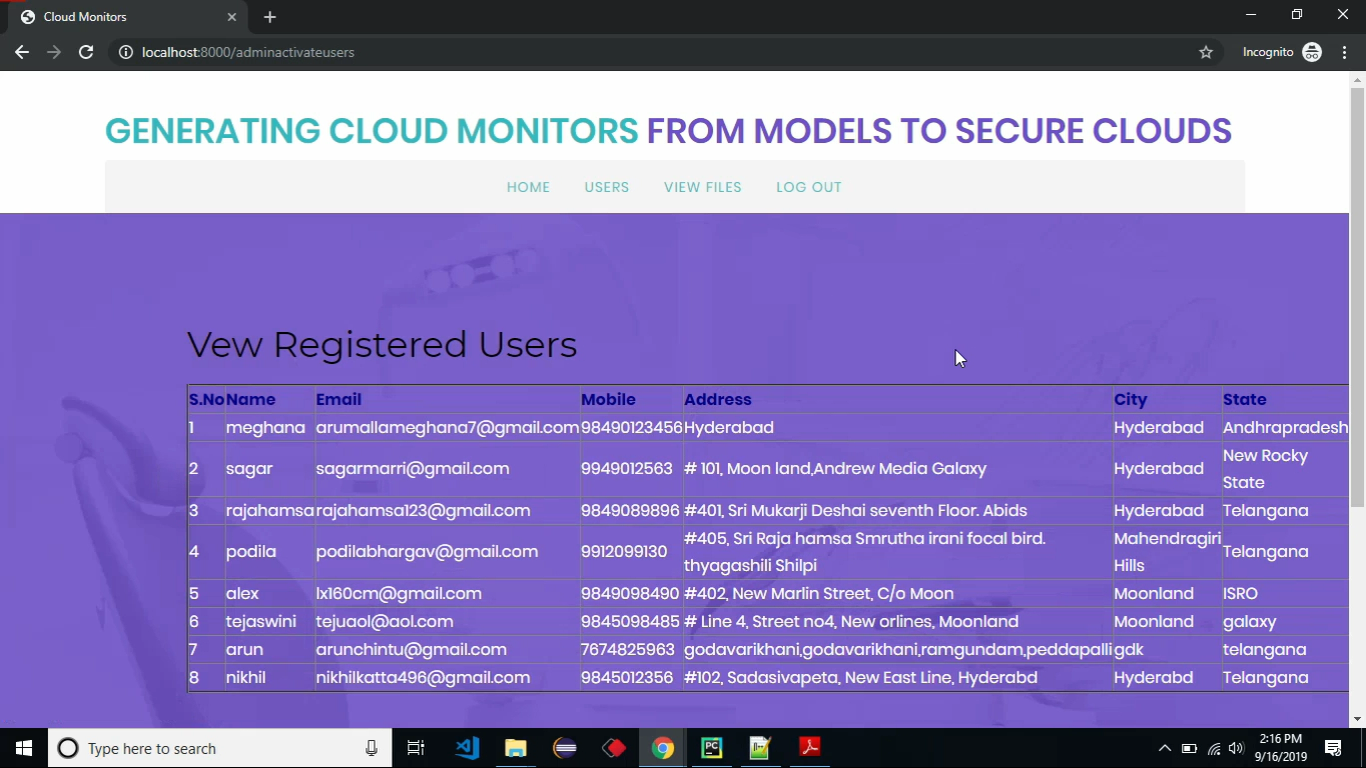 Cloud Monitors
localhost:8000/adminactivateusers
Incognito
GENERATING CLOUD MONITORS FROM MODELS TO SECURE CLOUDS
HOME USERS VIEW FILES LOG OUT
Vew Registered Users
S.No Name Email Mobile Address City State
1 meghana arumallameghana7@gmail.com 98490123456 Hyderabad Hyderabad Andhrapradesh
2 sagar sagarmarri@gmail.com 9949012563 # 101, Moon land,Andrew Media Galaxy Hyderabad New Rocky
State
3 rajahamsa rajahamsa123@gmail.com 9849089896 #401, Sri Mukarji Deshai seventh Floor. Abids Hyderabad Telangana
4 podila podilabhargav@gmail.com 9912099130 #405, Sri Raja hamsa Smrutha irani focal bird. Mahendragiri Telangana
thyagashili Shilpi Hills
5 alex lx160cm@gmail.com 9849098490 #402, New Marlin Street, C/o Moon Moonland ISRO
6 tejaswini tejuaol@aol.com 9845098485 # Line 4, Street no4, New orlines, Moonland Moonland galaxy
7 arun arunchintu@gmail.com 7674825963 godavarikhani,godavarikhani,ramgundam,peddapalli gdk telangana
8 nikhil nikhilkatta496@gmail.com 9845012356 #102, Sadasivapeta, New East Line, Hyderabd Hyderabd Telangana
Type here to search
2:16 PM
9/16/2019